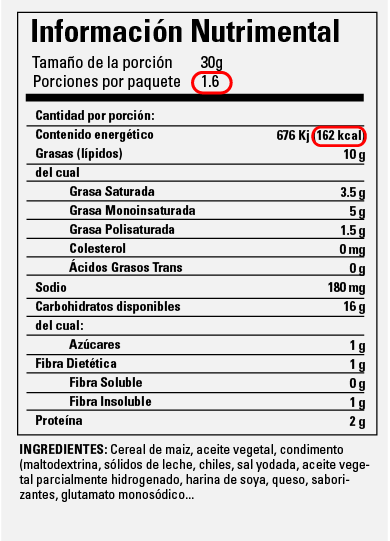 Información Nutrimental
Tamaño de la porción 30g
Porciones por paquete 1.6
Cantidad por porción:
Contenido energético 676 Kj 162 kcal
Grasas (lípidos) 10 g
del cual
Grasa Saturada 3.5 g
Grasa Monoinsaturada 5 g
Grasa Polisaturada 1.5 g
Colesterol 0 mg
Ácidos Grasos Trans 0 g
Sodio 180 mg
Carbohidratos disponibles 16 g
del cual:
Azúcares 1 g
Fibra Dietética 1 g
Fibra Soluble 0 g
Fibra Insoluble 1 g
Proteína 2 g
INGREDIENTES: Cereal de maiz, aceite vegetal, condimento
(maltodextrina, sólidos de leche, chiles, sal yodada, aceite vege-
tal parcialmente hidrogenado, harina de soya, queso, sabori-
zantes, glutamato monosódico...